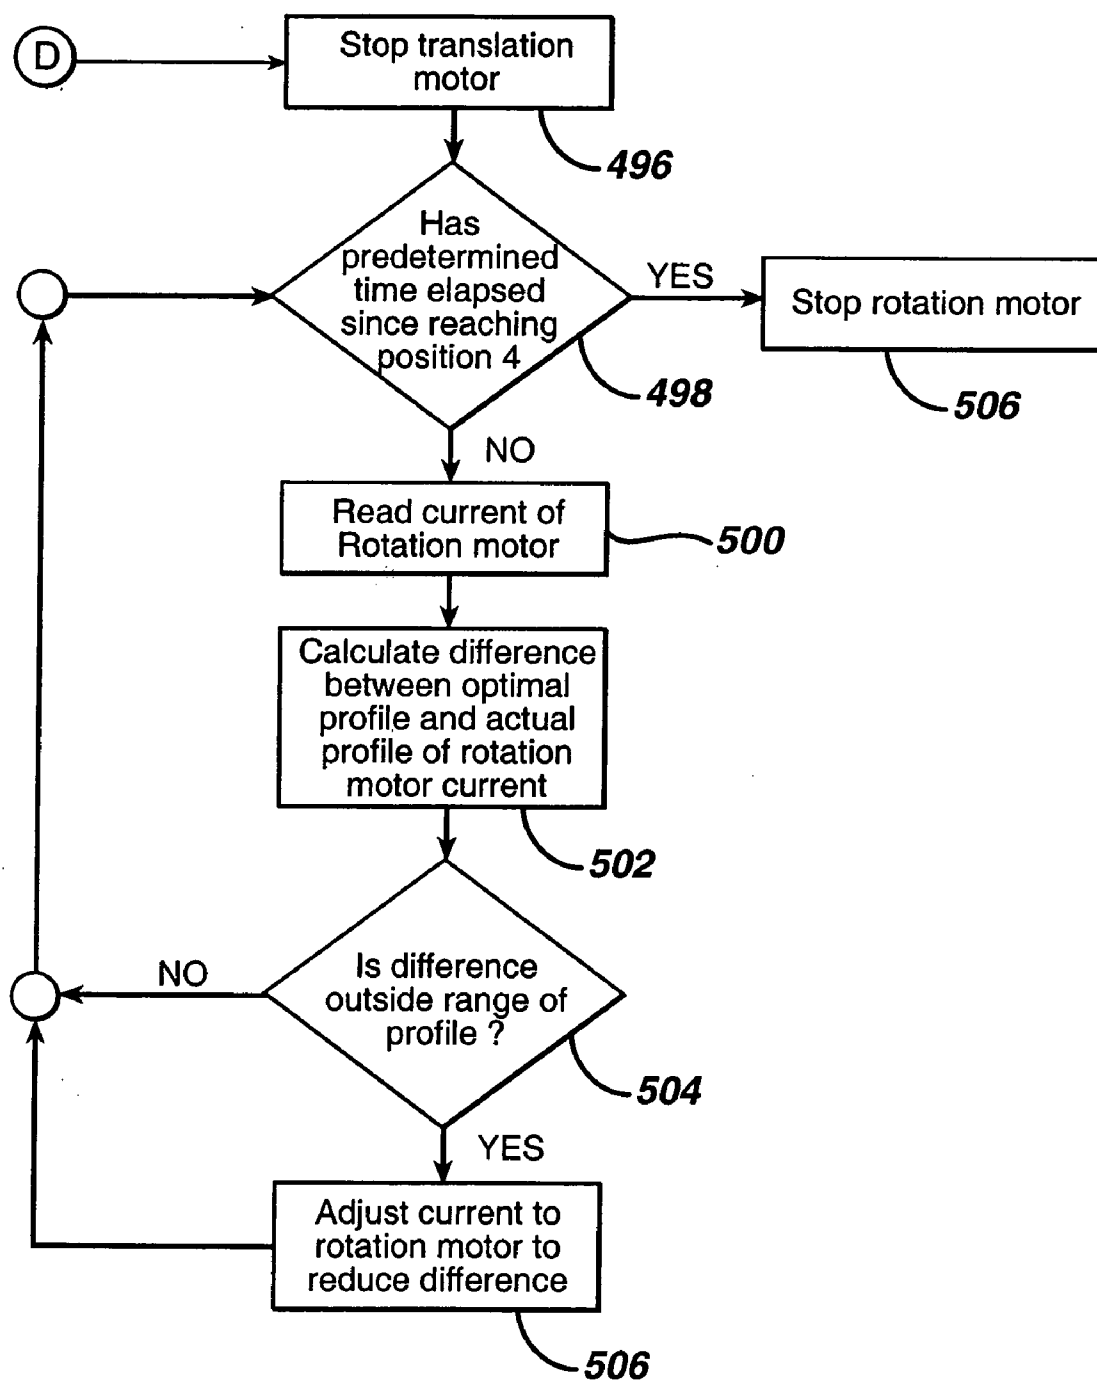 D
Stop translation
motor
496
Has
predetermined
time elapsed
since reaching
position 4
YES
Stop rotation motor
498
506
NO
Read current of
Rotation motor
500
Calculate difference
between optimal
profile and actual
profile of rotation
motor current
502
NO
Is difference
outside range of
profile ?
504
YES
Adjust current to
rotation motor to
reduce difference
506